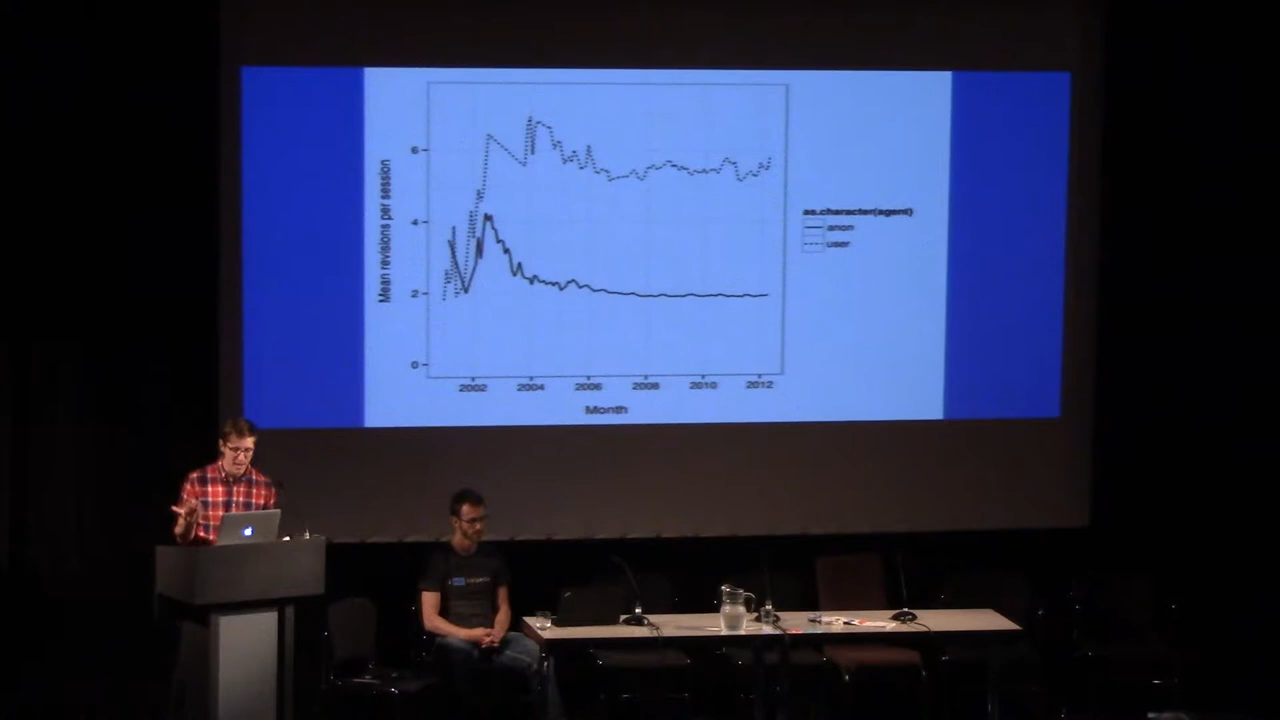 Mean revisions per session
6
4
2
0
2002 2004 2006 2008 2010 2012
Month
as.character(agent)
anon
user